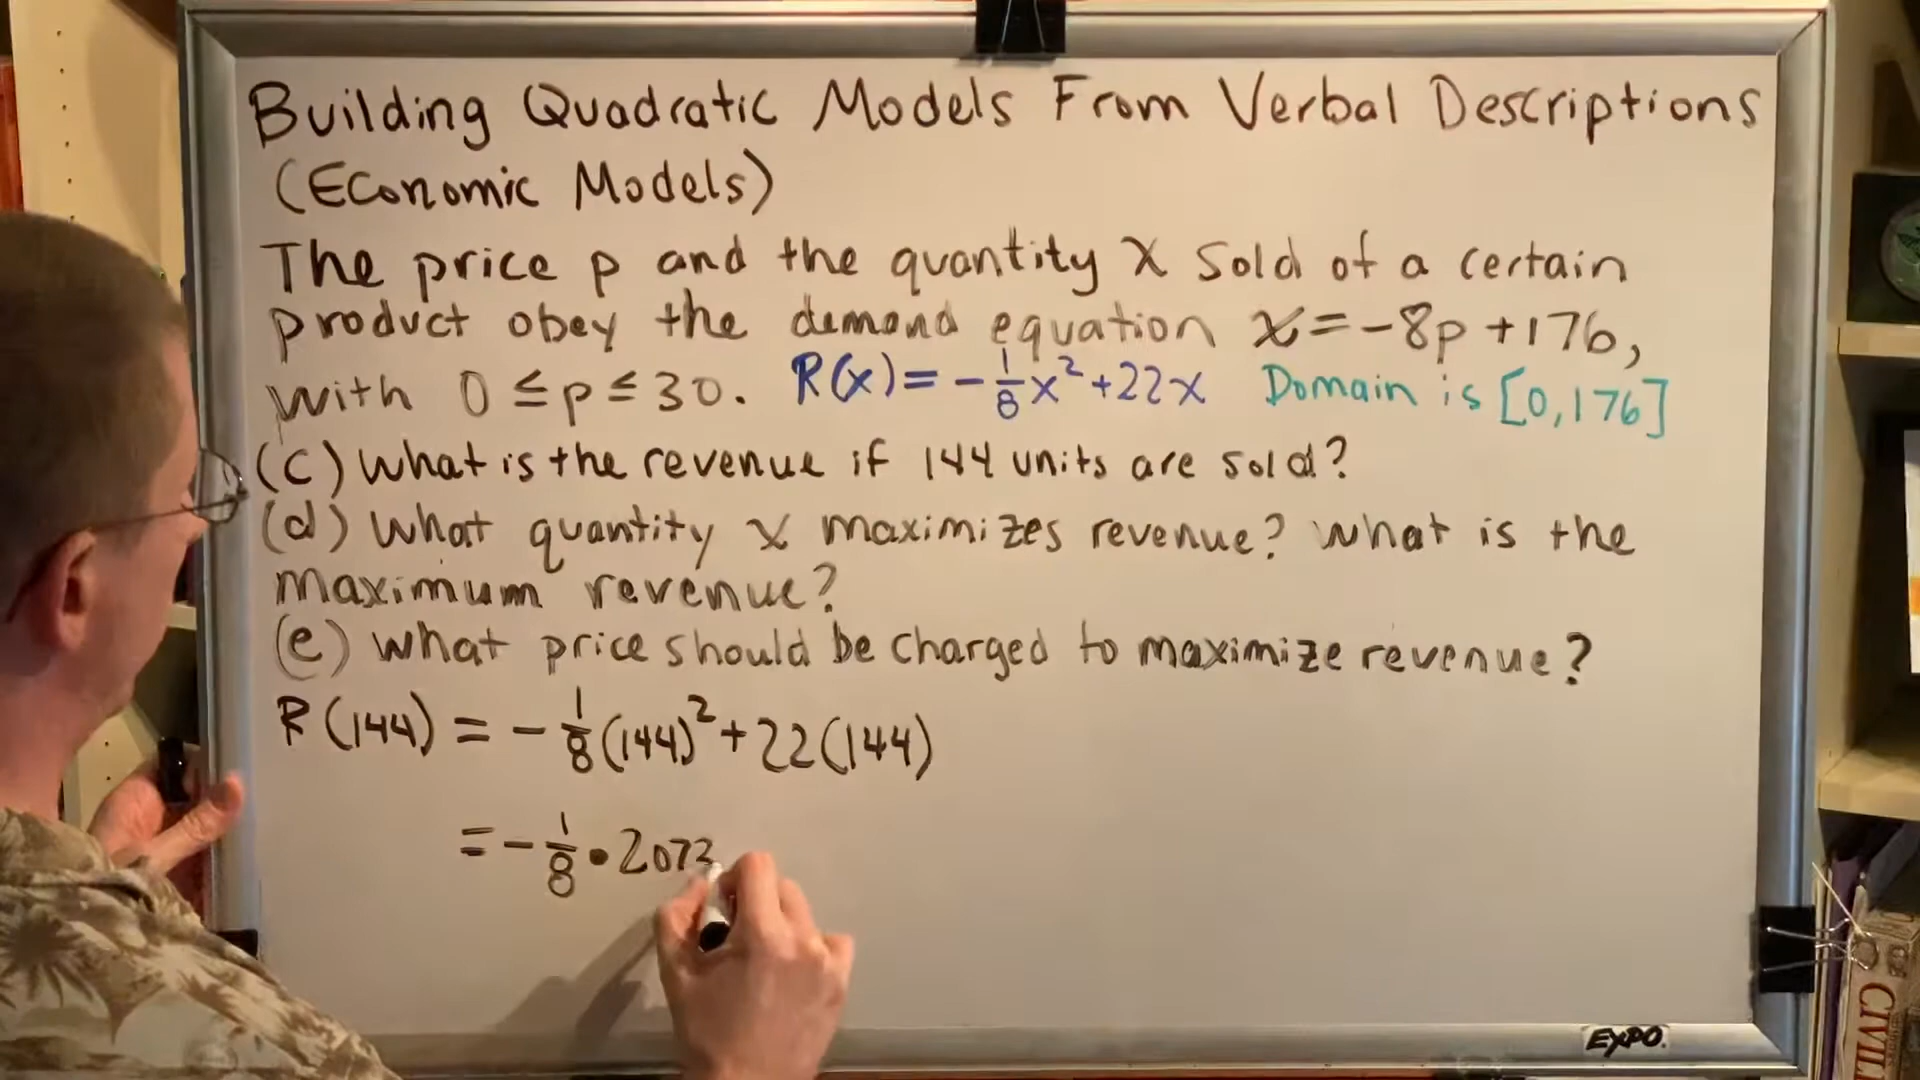 Building Quadratic Models From Verbal Descriptions
(Economic Models)
The price p and the quantity x sold of a certain
product obey the demand equation x=-8p+176,
with 0≤p≤30. R(x)=-1/8x²+22x Domain is [0,176]
(c) What is the revenue if 144 units are sold?
(d) What quantity x maximizes revenue? What is the
maximum revenue?
(e) What price should be charged to maximize revenue?
R(144) = -1/8(144)²+22(144)
= -1/8•2073
EXPO.
CIVIL